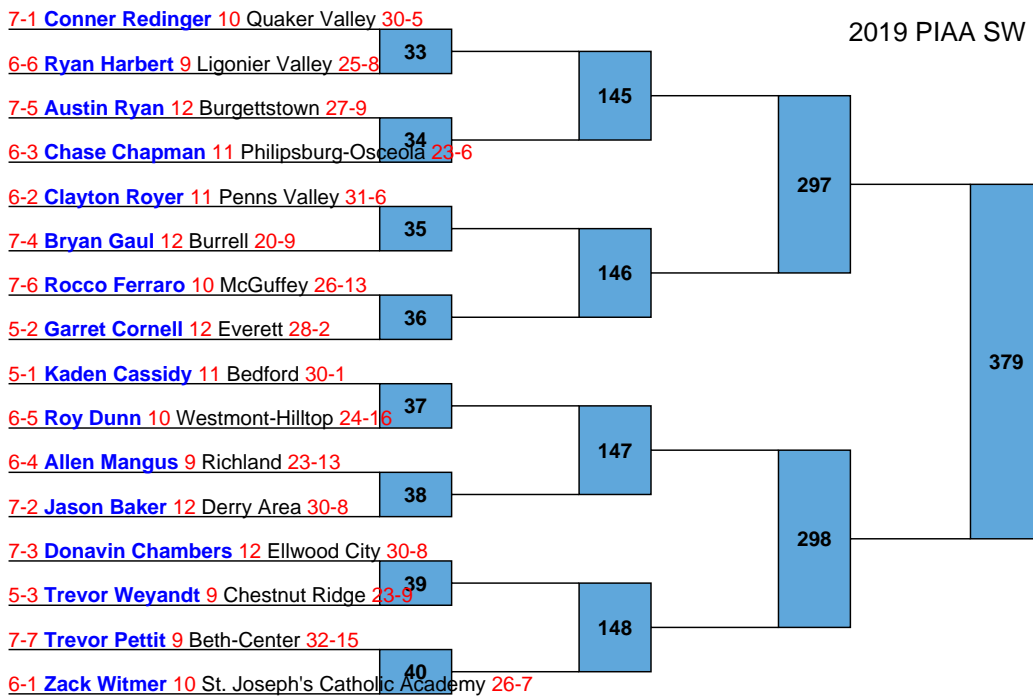 7-1 Conner Redinger 10 Quaker Valley 30-5
2019 PIAA SW
33
6-6 Ryan Harbert 9 Ligonier Valley 25-8
145
7-5 Austin Ryan 12 Burgettstown 27-9
34
6-3 Chase Chapman 11 Philipsburg-Osceola 23-6
297
6-2 Clayton Royer 11 Penns Valley 31-6
35
7-4 Bryan Gaul 12 Burrell 20-9
146
7-6 Rocco Ferraro 10 McGuffey 26-13
36
5-2 Garret Cornell 12 Everett 28-2
379
5-1 Kaden Cassidy 11 Bedford 30-1
37
6-5 Roy Dunn 10 Westmont-Hilltop 24-16
147
6-4 Allen Mangus 9 Richland 23-13
38
7-2 Jason Baker 12 Derry Area 30-8
298
7-3 Donavin Chambers 12 Ellwood City 30-8
39
5-3 Trevor Weyandt 9 Chestnut Ridge 23-9
148
7-7 Trevor Pettit 9 Beth-Center 32-15
40
6-1 Zack Witmer 10 St. Joseph's Catholic Academy 26-7